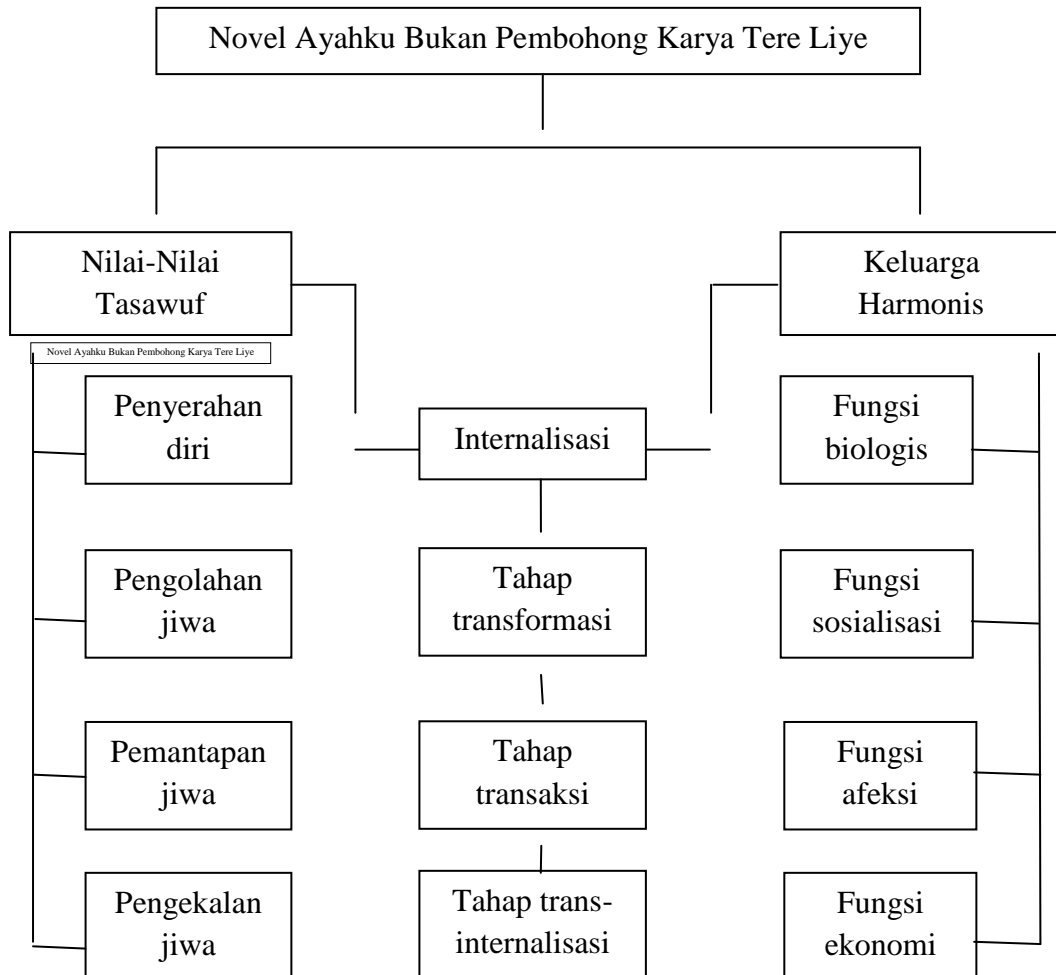 Novel Ayahku Bukan Pembohong Karya Tere Liye
Nilai-Nilai
Tasawuf
Keluarga
Harmonis
Novel Ayahku Bukan Pembohong Karya Tere Liye
Penyerahan
diri
Internalisasi
Fungsi
biologis
Pengolahan
jiwa
Tahap
transformasi
Fungsi
sosialisasi
Pemantapan
jiwa
Tahap
transaksi
Fungsi
afeksi
Pengekalan
jiwa
Tahap trans-
internalisasi
Fungsi
ekonomi